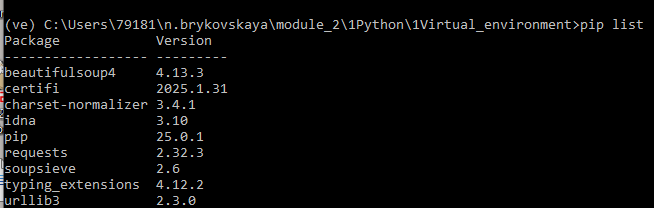 (ve) C:\Users\79181\n.brykovskaya\module_2\1Python\1Virtual_environment>pip list
Package            Version
------------------ ---------
beautifulsoup4     4.13.3
certifi            2025.1.31
charset-normalizer 3.4.1
idna               3.10
pip                25.0.1
requests           2.32.3
soupsieve          2.6
typing_extensions  4.12.2
urllib3            2.3.0